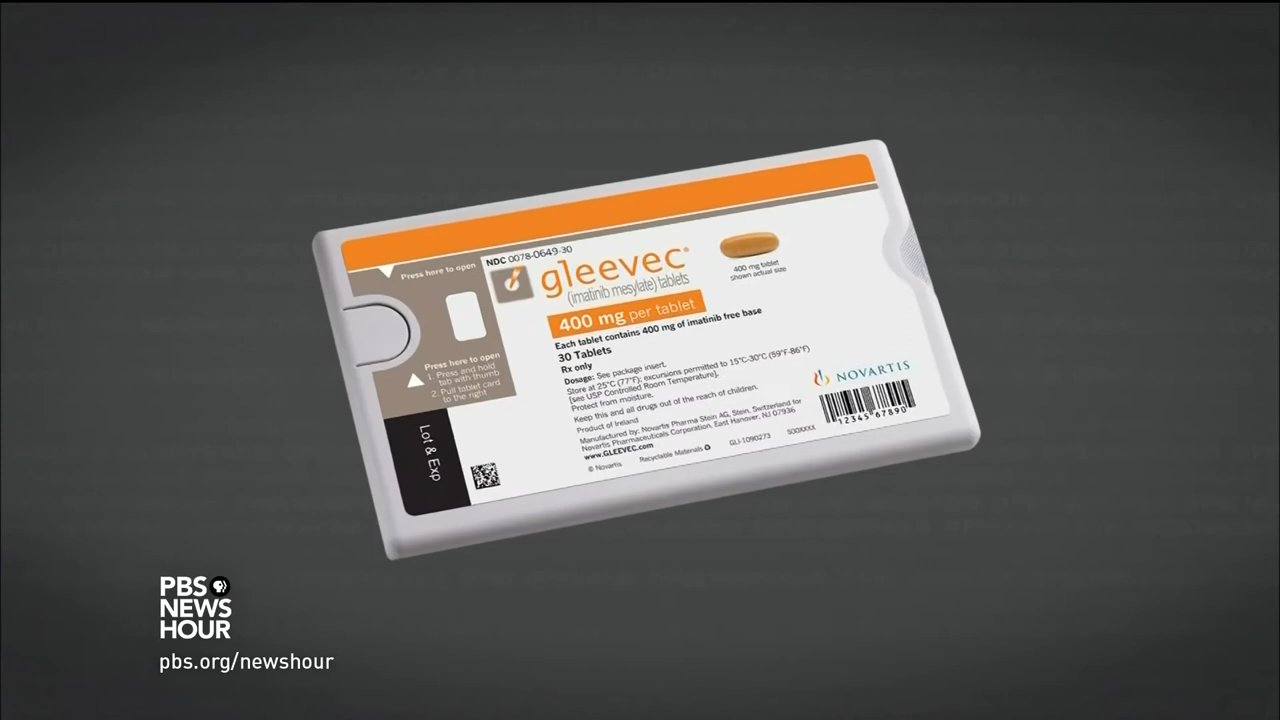 Press here to open
NDC 0078-0649-30
gleevec®
(imatinib mesylate) tablets
400 mg tablet
shown actual size
400 mg per tablet
Each tablet contains 400 mg of imatinib free base
30 Tablets
Rx only
Dosage: See package insert.
Store at 25°C (77°F); excursions permitted to 15°C-30°C (59°F-86°F)
[see USP Controlled Room Temperature].
Protect from moisture.
Keep this and all drugs out of the reach of children.
Product of Ireland
Manufactured by: Novartis Pharma Stein AG, Stein, Switzerland for
Novartis Pharmaceuticals Corporation, East Hanover, NJ 07936
www.GLEEVEC.com
© Novartis
Recyclable Materials
GLI-1090273
500XXXX
NOVARTIS
12345 67890
Press here to open
1. Press and hold
tab with thumb
2. Pull tablet card
to the right
Lot & Exp
PBS
NEWS
HOUR
pbs.org/newshour